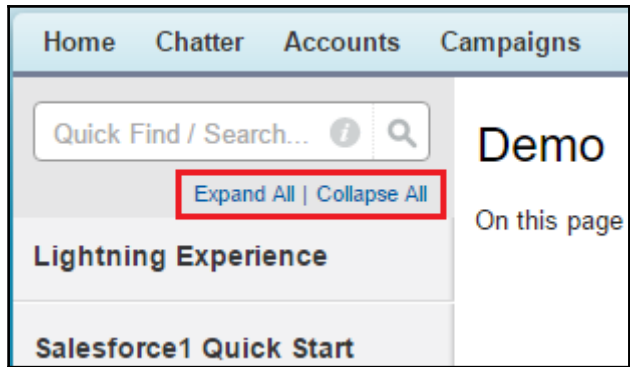 Home Chatter Accounts Campaigns
Quick Find / Search...
Expand All | Collapse All
Demo
On this page
Lightning Experience
Salesforce1 Quick Start